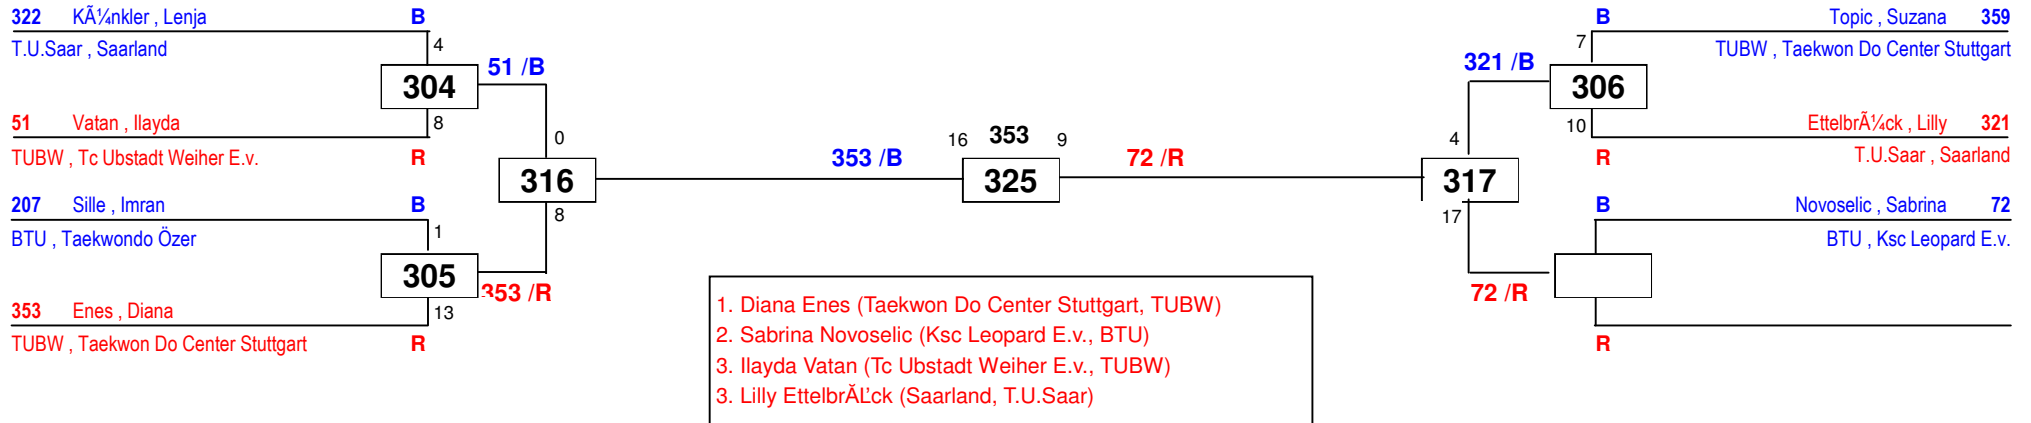 322 KÃ¼nkler , Lenja B
4
T.U.Saar , Saarland
304
51 /B
51 Vatan , Ilayda
8
TUBW , Tc Ubstadt Weiher E.v. R
0
316
8
207 Sille , Imran B
1
BTU , Taekwondo Özer
305
353 /R
353 Enes , Diana
13
TUBW , Taekwon Do Center Stuttgart R
353 /B
16 353 9
325
72 /R
B Topic , Suzana 359
7
TUBW , Taekwon Do Center Stuttgart
321 /B
306
10
EttelbrÃ¼ck , Lilly 321
R T.U.Saar , Saarland
4
317
17
B Novoselic , Sabrina 72
BTU , Ksc Leopard E.v.
72 /R
R
1. Diana Enes (Taekwon Do Center Stuttgart, TUBW)
2. Sabrina Novoselic (Ksc Leopard E.v., BTU)
3. Ilayda Vatan (Tc Ubstadt Weiher E.v., TUBW)
3. Lilly EttelbrĂĽck (Saarland, T.U.Saar)